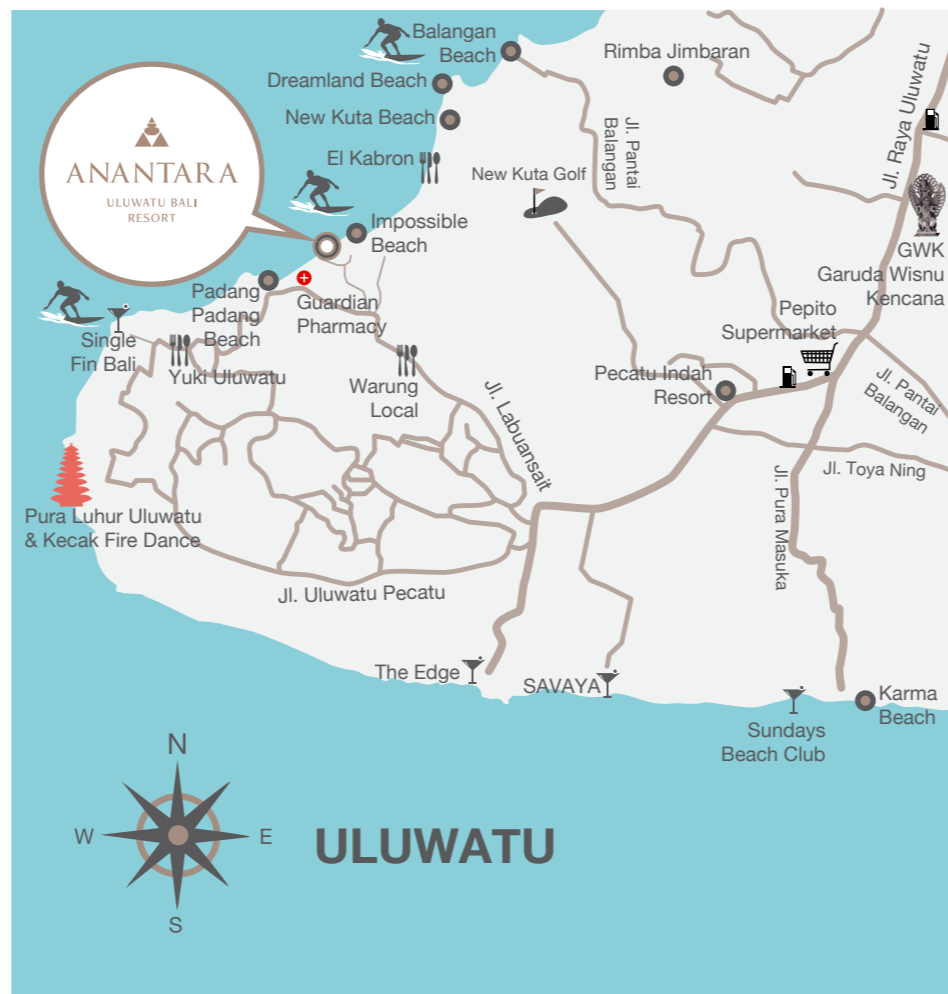 Balangan
Beach
Rimba Jimbaran
Dreamland Beach
New Kuta Beach
Jl. Raya Uluwatu
Jl. Pantai
Balangan
El Kabron
New Kuta Golf
ANANTARA
ULUWATU BALI
RESORT
Impossible
Beach
GWK
Garuda Wisnu
Kencana
Padang
Padang
Beach
Guardian
Pharmacy
Pepito
Supermarket
Single
Fin Bali
Yuki Uluwatu
Warung
Local
Pecatu Indah
Resort
Jl. Pantai
Balangan
Jl. Labuansait
Jl. Toya Ning
Jl. Pura Masuka
Pura Luhur Uluwatu
& Kecak Fire Dance
Jl. Uluwatu Pecatu
The Edge
SAVAYA
Karma
Beach
Sundays
Beach Club
N
W
E
S
ULUWATU